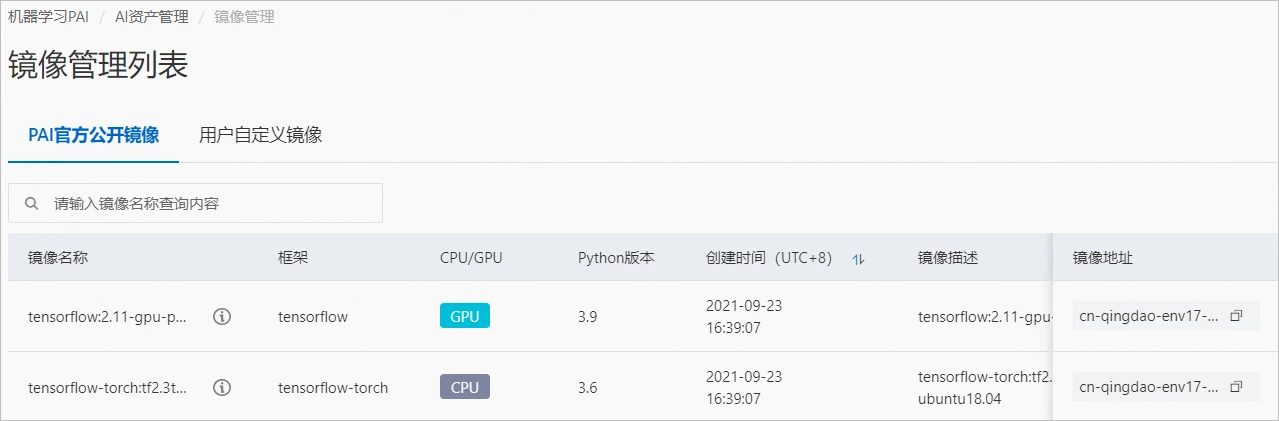 机器学习PAI / AI资产管理 / 镜像管理
镜像管理列表
PAI官方公开镜像 用户自定义镜像
请输入镜像名称查询内容
镜像名称 框架 CPU/GPU Python版本 创建时间（UTC+8） 镜像描述 镜像地址
tensorflow:2.11-gpu-p... tensorflow GPU 3.9 2021-09-23 16:39:07 tensorflow:2.11-gpu- cn-qingdao-env17-...
tensorflow-torch:tf2.3t... tensorflow-torch CPU 3.6 2021-09-23 16:39:07 tensorflow-torch:tf2. ubuntu18.04 cn-qingdao-env17-...